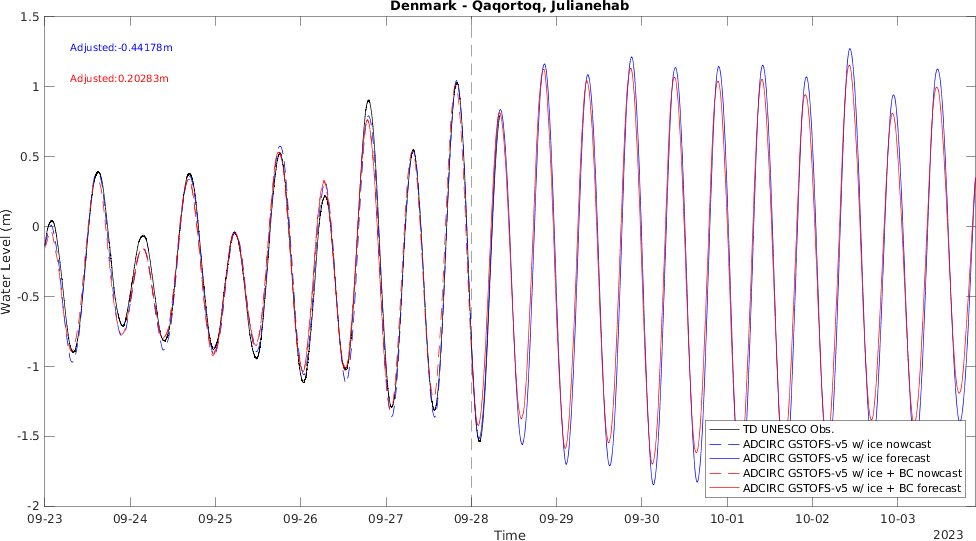 Denmark - Qaqortoq, Julianehab
Adjusted:-0.44178m
Adjusted:0.20283m
Water Level (m)
1.5
1
0.5
0
-0.5
-1
-1.5
-2
TD UNESCO Obs.
ADCIRC GSTOFS-v5 w/ ice nowcast
ADCIRC GSTOFS-v5 w/ ice forecast
ADCIRC GSTOFS-v5 w/ ice + BC nowcast
ADCIRC GSTOFS-v5 w/ ice + BC forecast
09-23 09-24 09-25 09-26 09-27 09-28 09-29 09-30 10-01 10-02 10-03
Time
2023